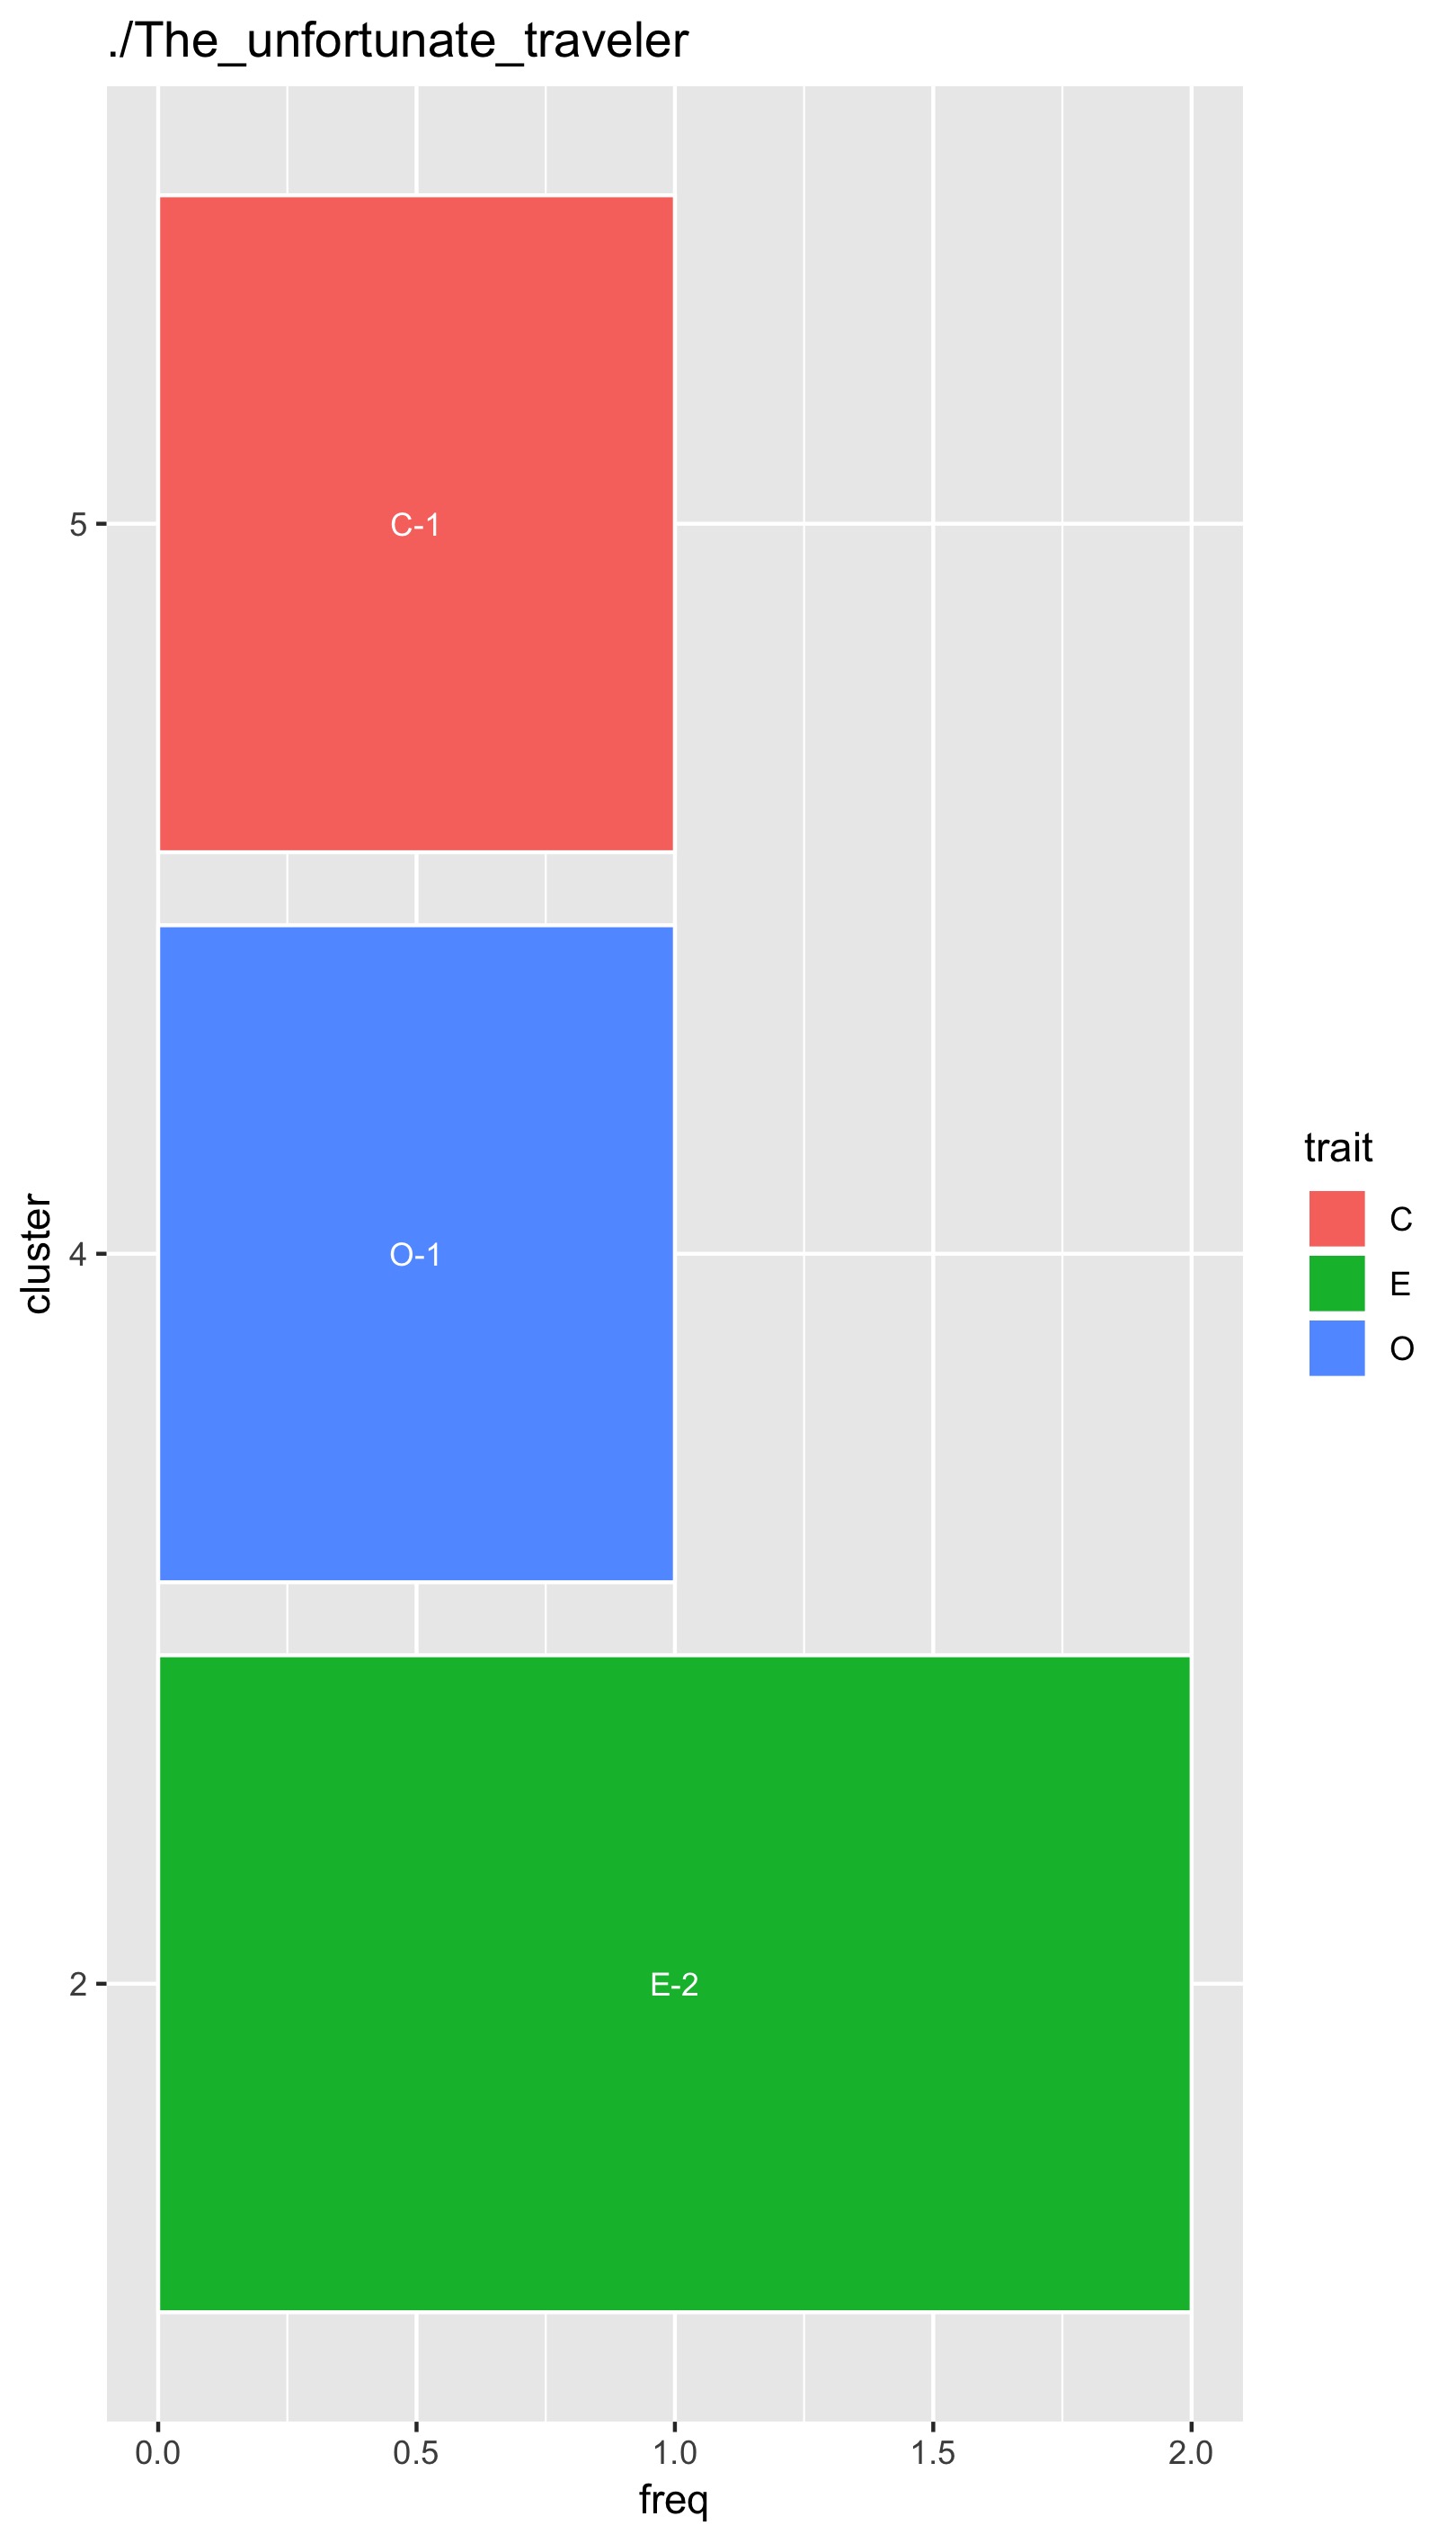 ./The_unfortunate_traveler
cluster
5
4
2
C-1
O-1
E-2
0.0 0.5 1.0 1.5 2.0
freq
trait
C
E
O